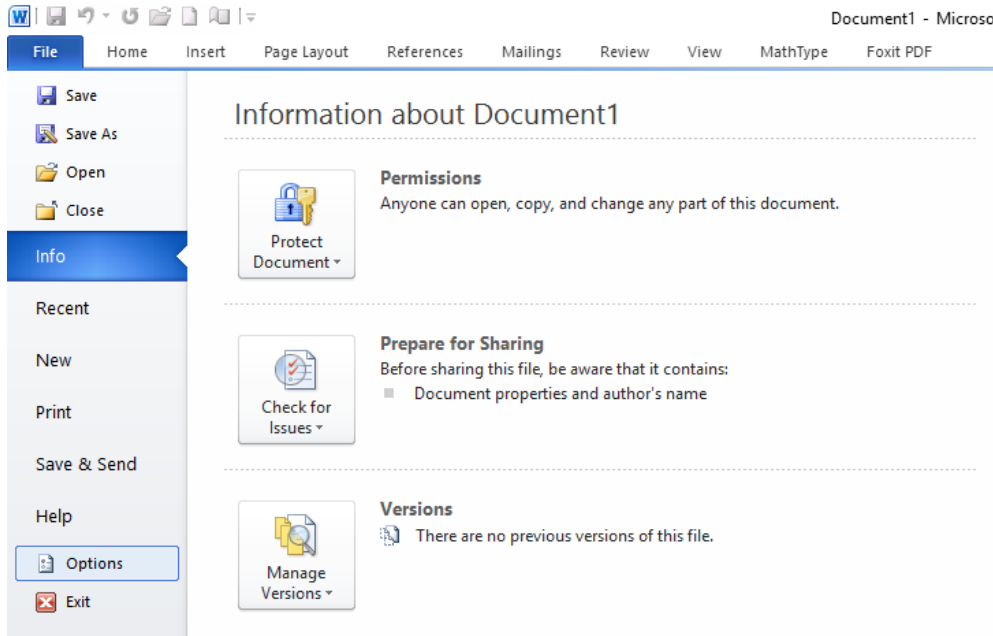 W
Document1 - Microso
File Home Insert Page Layout References Mailings Review View MathType Foxit PDF
Save
Save As
Open
Close
Info
Recent
New
Print
Save & Send
Help
Options
Exit
Information about Document1
Protect
Document
Permissions
Anyone can open, copy, and change any part of this document.
Check for
Issues
Prepare for Sharing
Before sharing this file, be aware that it contains:
Document properties and author's name
Manage
Versions
Versions
There are no previous versions of this file.